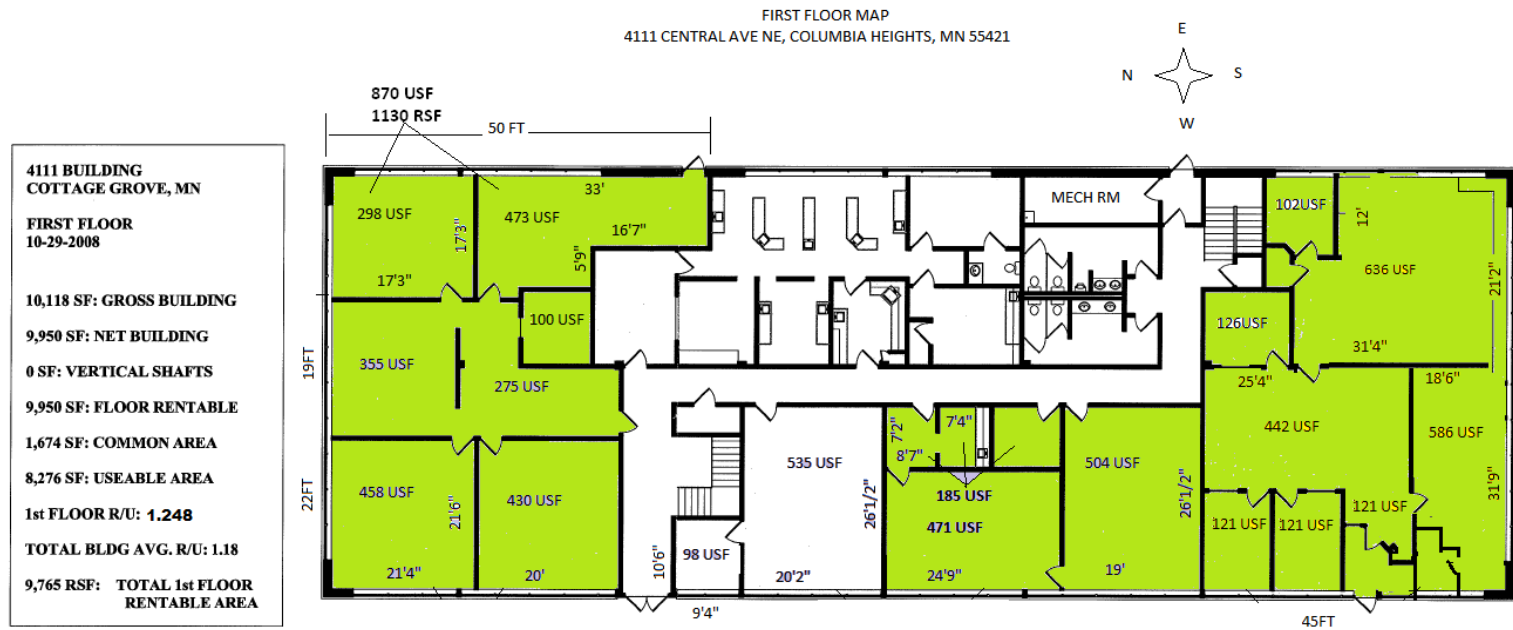 FIRST FLOOR MAP
4111 CENTRAL AVE NE, COLUMBIA HEIGHTS, MN 55421
E
N
S
W
870 USF
1130 RSF
50 FT
4111 BUILDING
COTTAGE GROVE, MN
FIRST FLOOR
10-29-2008
10,118 SF: GROSS BUILDING
9,950 SF: NET BUILDING
0 SF: VERTICAL SHAFTS
9,950 SF: FLOOR RENTABLE
1,674 SF: COMMON AREA
8,276 SF: USEABLE AREA
1st FLOOR R/U: 1.248
TOTAL BLDG AVG. R/U: 1.18
9,765 RSF: TOTAL 1st FLOOR
RENTABLE AREA
298 USF
17'3"
17'3"
473 USF
33'
16'7"
5'9"
100 USF
19FT
355 USF
275 USF
22FT
458 USF
21'6"
21'4"
430 USF
20'
10'6"
98 USF
9'4"
535 USF
26'1/2"
20'2"
7'2"
8'7"
7'4"
185 USF
471 USF
24'9"
504 USF
26'1/2"
19'
MECH RM
102USF
12'
636 USF
21'2"
31'4"
126USF
25'4"
442 USF
18'6"
586 USF
31'9"
121 USF
121 USF
121 USF
45FT